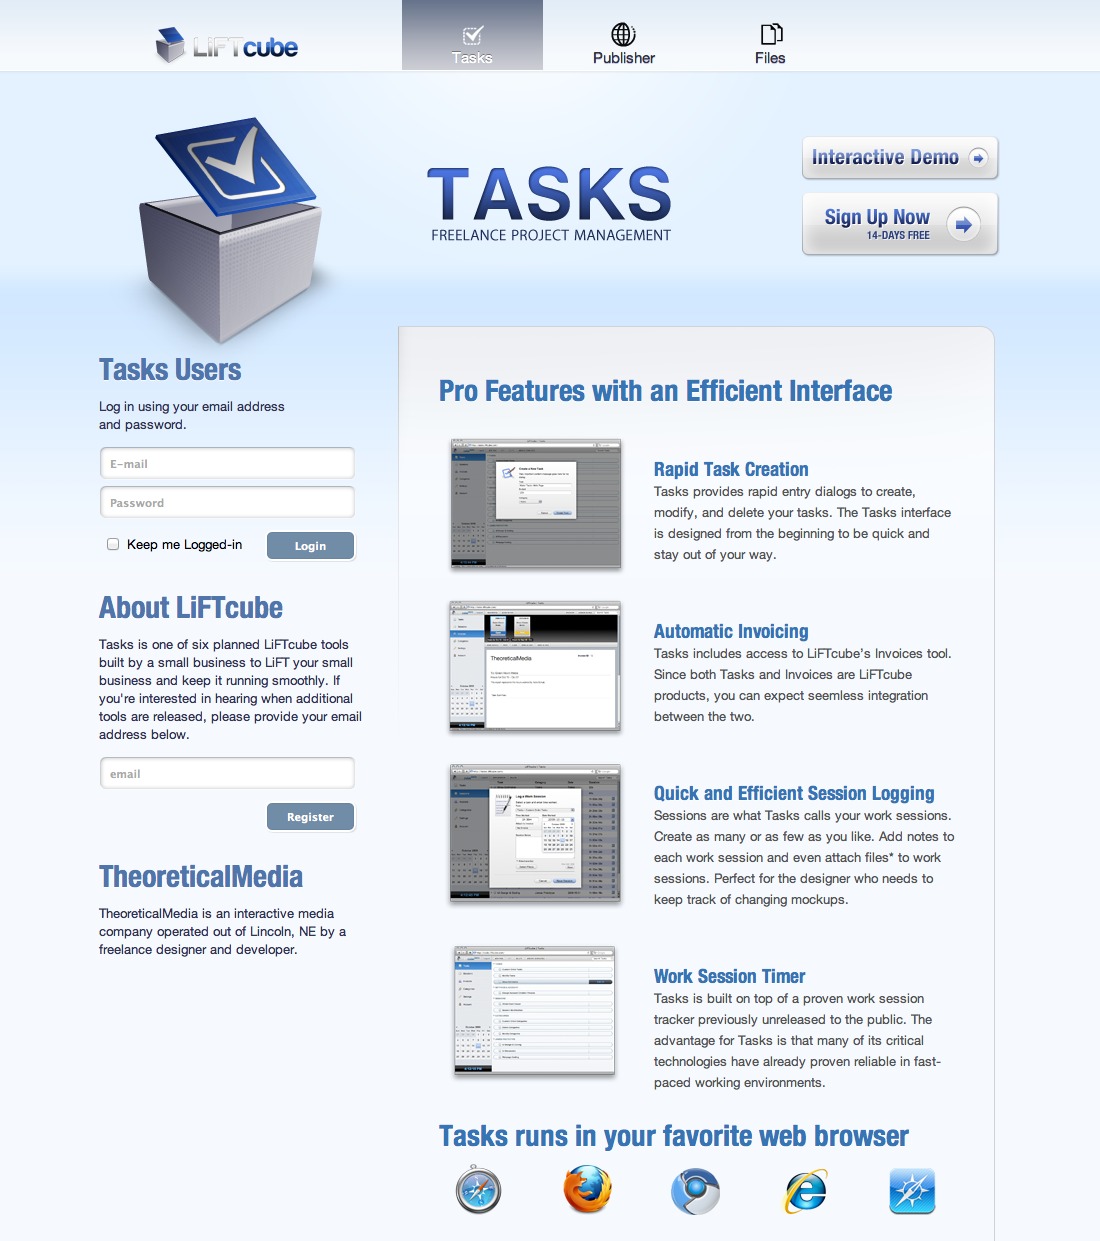 LiFTcube
Tasks
Publisher
Files
TASKS
FREELANCE PROJECT MANAGEMENT
Interactive Demo
Sign Up Now
14-DAYS FREE
Tasks Users
Log in using your email address
and password.
E-mail
Password
Keep me Logged-in
Login
About LiFTcube
Tasks is one of six planned LiFTcube tools
built by a small business to LiFT your small
business and keep it running smoothly. If
you're interested in hearing when additional
tools are released, please provide your email
address below.
email
Register
TheoreticalMedia
TheoreticalMedia is an interactive media
company operated out of Lincoln, NE by a
freelance designer and developer.
Pro Features with an Efficient Interface
Rapid Task Creation
Tasks provides rapid entry dialogs to create,
modify, and delete your tasks. The Tasks interface
is designed from the beginning to be quick and
stay out of your way.
TheoreticalMedia
Automatic Invoicing
Tasks includes access to LiFTcube's Invoices tool.
Since both Tasks and Invoices are LiFTcube
products, you can expect seemless integration
between the two.
Quick and Efficient Session Logging
Sessions are what Tasks calls your work sessions.
Create as many or as few as you like. Add notes to
each work session and even attach files* to work
sessions. Perfect for the designer who needs to
keep track of changing mockups.
Work Session Timer
Tasks is built on top of a proven work session
tracker previously unreleased to the public. The
advantage for Tasks is that many of its critical
technologies have already proven reliable in fast-
paced working environments.
Tasks runs in your favorite web browser